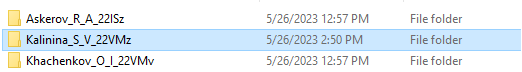 Askerov_R_A_22ISz 5/26/2023 12:57 PM File folder
Kalinina_S_V_22VMz 5/26/2023 2:50 PM File folder
Khachenkov_O_I_22VMv 5/26/2023 12:57 PM File folder